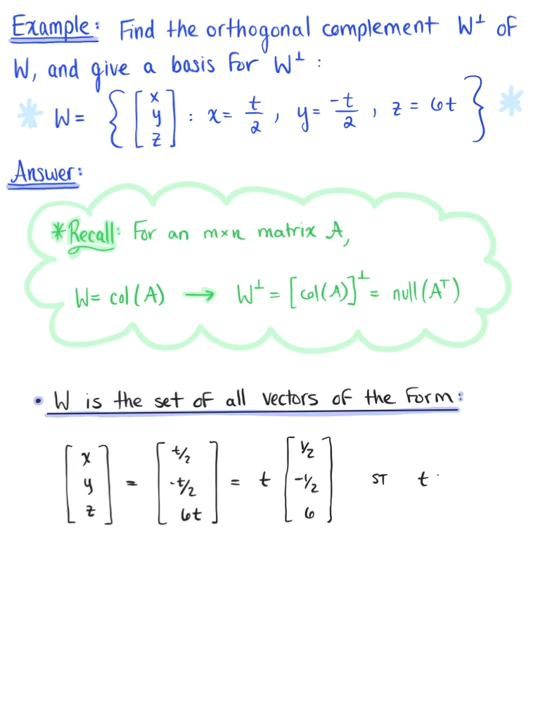 Example: Find the orthogonal complement W⊥ of
W, and give a basis for W⊥ :
* W = { [x y z] : x = t/2 , y = -t/2 , z = 6t } *
Answer:
*Recall: For an m×n matrix A,
W = col(A) → W⊥ = [col(A)]⊥ = null(Aᵀ)
• W is the set of all vectors of the form:
[x y z] = [t/2 -t/2 6t] = t [1/2 -1/2 6] ST t